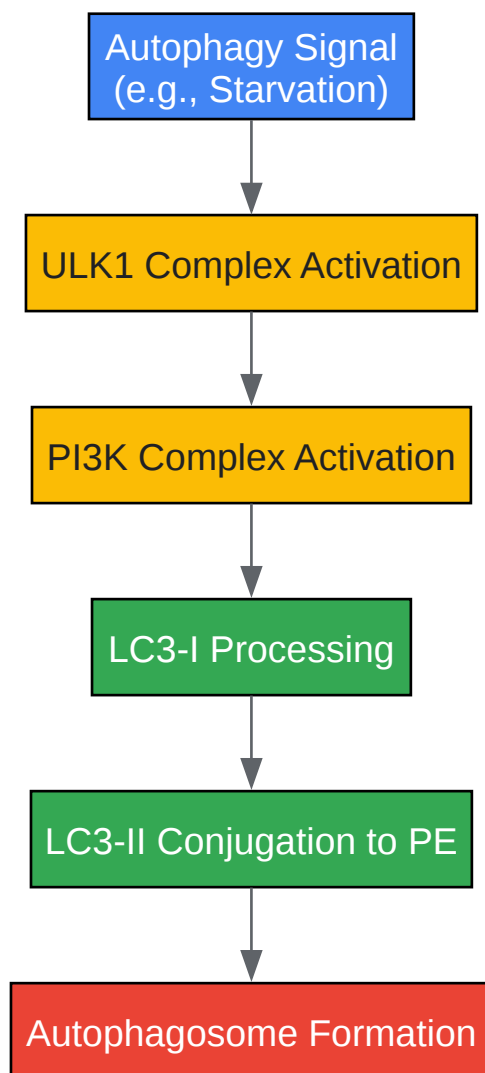 Autophagy Signal
(e.g., Starvation)
ULK1 Complex Activation
PI3K Complex Activation
LC3-I Processing
LC3-II Conjugation to PE
Autophagosome Formation